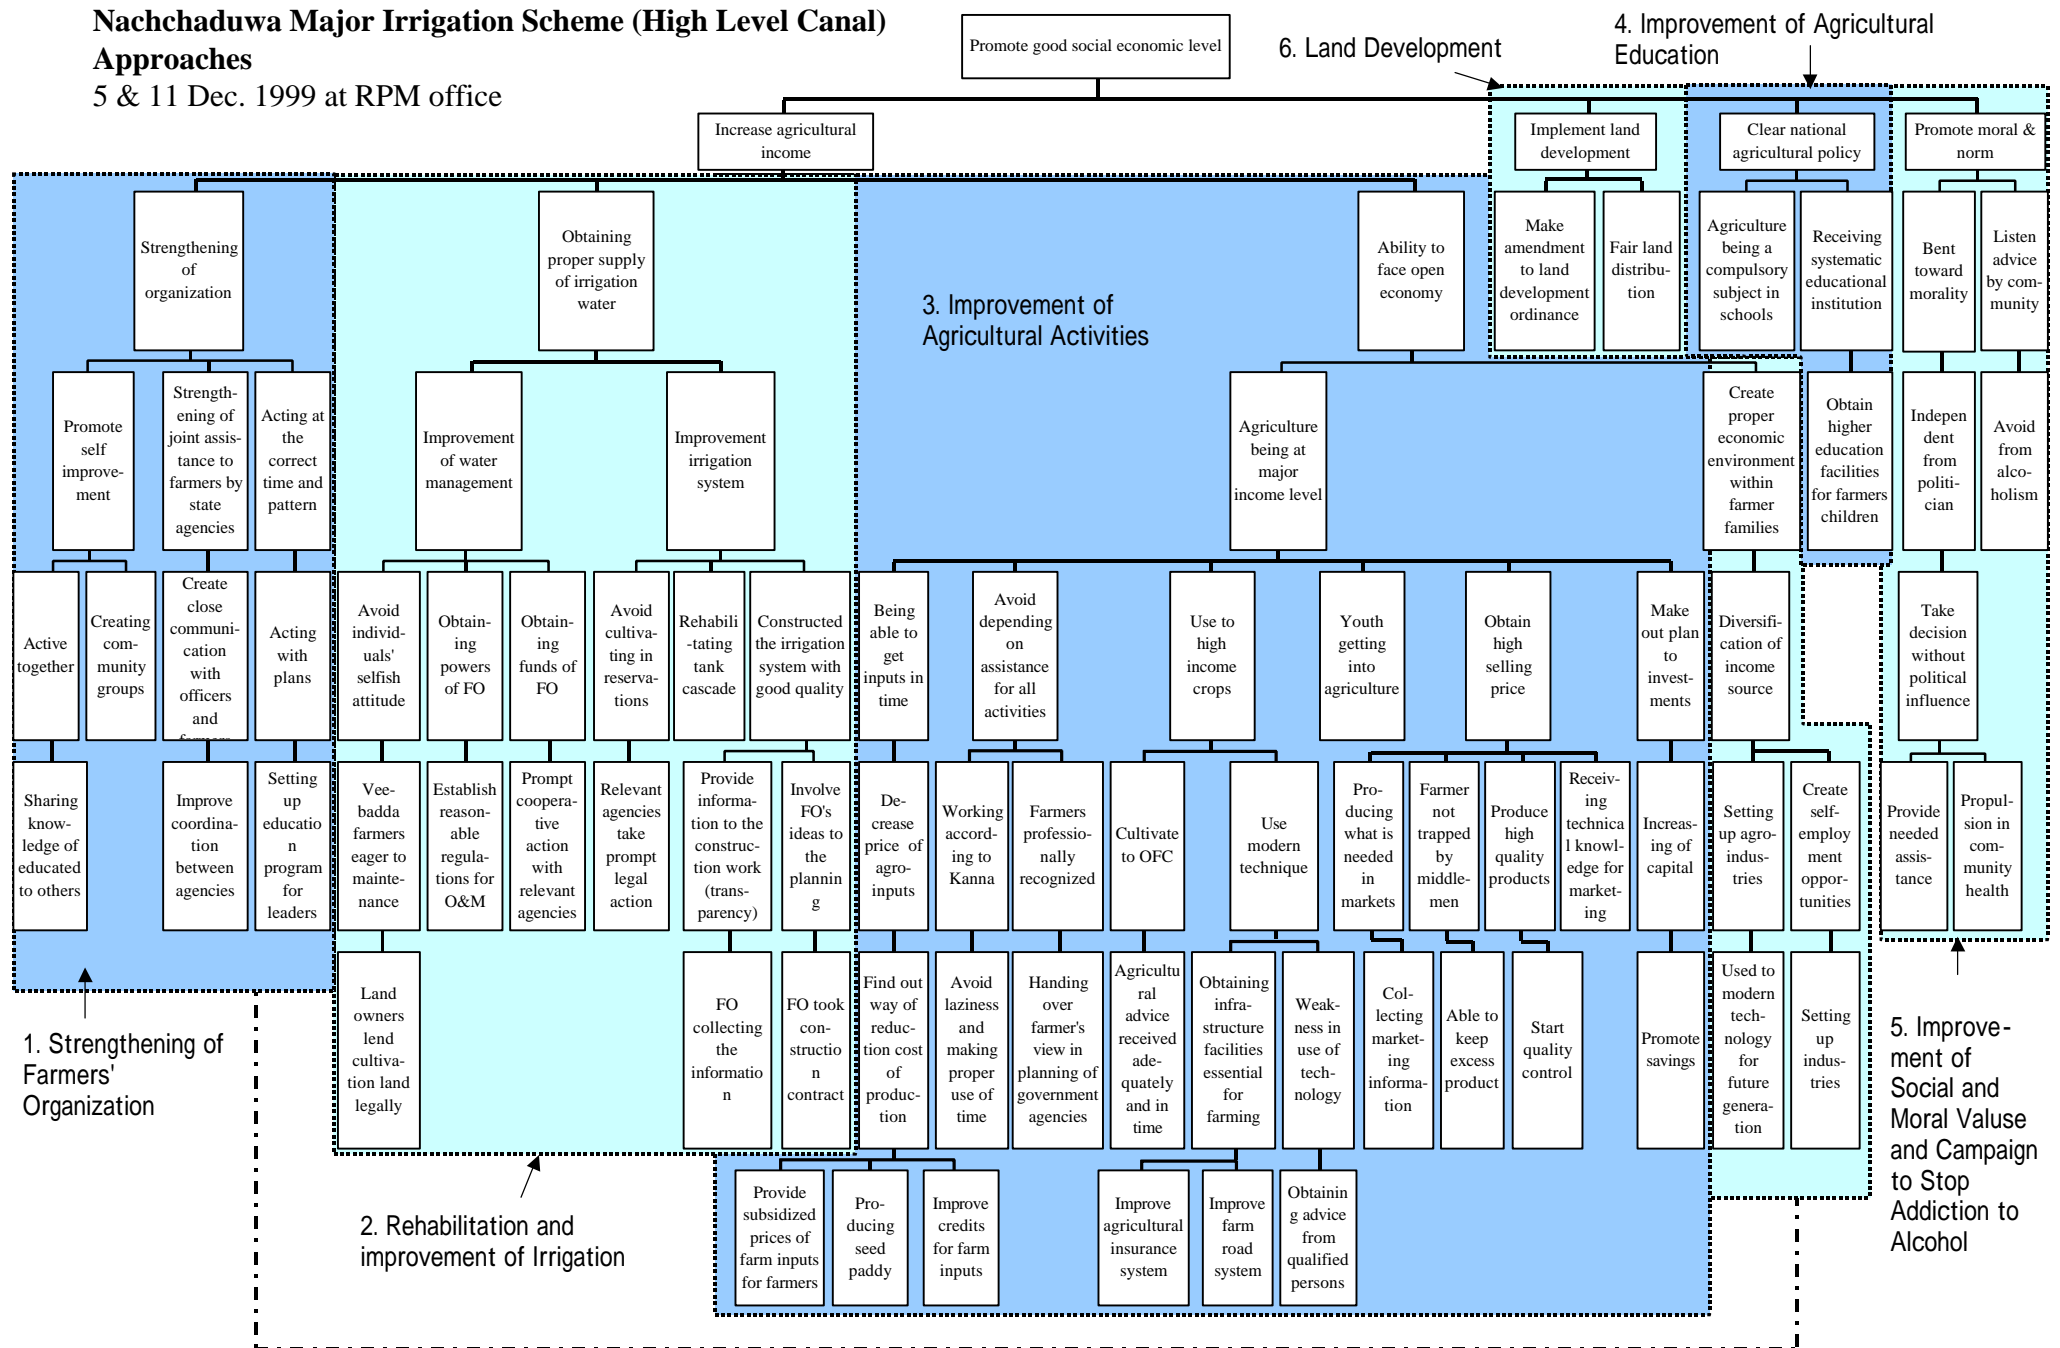 Nachchaduwa Major Irrigation Scheme (High Level Canal)
Approaches
5 & 11 Dec. 1999 at RPM office
Promote good social economic level
6. Land Development
4. Improvement of Agricultural
Education
Increase agricultural
income
Implement land
development
Clear national
agricultural policy
Promote moral &
norm
Strengthening
of
organization
Obtaining
proper supply
of irrigation
water
3. Improvement of
Agricultural Activities
Ability to
face open
economy
Make
amendment
to land
development
ordinance
Fair land
distribu-
tion
Agriculture
being a
compulsory
subject in
schools
Receiving
systematic
educational
institution
Bent
toward
morality
Listen
advice
by com-
munity
Promote
self
improve-
ment
Strength-
ening of
joint assis-
tance to
farmers by
state
agencies
Acting at
the
correct
time and
pattern
Improvement
of water
management
Improvement
irrigation
system
Agriculture
being at
major
income level
Create
proper
economic
environment
within
farmer
families
Obtain
higher
education
facilities
for farmers
children
Indepen
dent
from
politi-
cian
Avoid
from
alco-
holism
Active
together
Creating
com-
munity
groups
Create
close
communi-
cation
with
officers
and
farmers
Acting
with
plans
Avoid
individ-
uals'
selfish
attitude
Obtain-
ing
powers
of FO
Obtain-
ing
funds of
FO
Avoid
cultiva-
ting in
reserva-
tions
Rehabili
-tating
tank
cascade
Constructed
the irrigation
system with
good quality
Being
able to
get
inputs in
time
Avoid
depending
on
assistance
for all
activities
Use to
high
income
crops
Youth
getting
into
agriculture
Obtain
high
selling
price
Make
out plan
to
invest-
ments
Diversifi-
cation of
income
source
Take
decision
without
political
influence
Sharing
know-
ledge of
educated
to others
Improve
coordina-
tion
between
agencies
Setting
up
educatio
n
program
for
leaders
Vee-
badda
farmers
eager to
mainte-
nance
Establish
reason-
able
regula-
tions for
O&M
Prompt
coopera-
tive
action
with
relevant
agencies
Relevant
agencies
take
prompt
legal
action
Provide
informa-
tion to the
construc-
tion work
(trans-
parency)
Involve
FO's
ideas to
the
plannin
g
De-
crease
price  of
agro-
inputs
Working
accord-
ing to
Kanna
Farmers
professio-
nally
recognized
Cultivate
to OFC
Use
modern
technique
Pro-
ducing
what is
needed
in
markets
Farmer
not
trapped
by
middle-
men
Produce
high
quality
products
Receiv-
ing
technica
l know-
ledge for
market-
ing
Increas-
ing of
capital
Setting
up agro-
indus-
tries
Create
self-
employ
ment
oppor-
tunities
Provide
needed
assis-
tance
Propul-
sion in
com-
munity
health
Land
owners
lend
cultiva-
tion land
legally
FO
collecting
the
informatio
n
FO took
con-
structio
n
contract
Find out
way of
reduc-
tion cost
of
produc-
tion
Avoid
laziness
and
making
proper
use of
time
Handing
over
farmer's
view in
planning of
government
agencies
Agricultu
ral
advice
received
ade-
quately
and in
time
Obtaining
infra-
structure
facilities
essential
for
farming
Weak-
ness in
use of
tech-
nology
Col-
lecting
market-
ing
informa-
tion
Able to
keep
excess
product
Start
quality
control
Promote
savings
Used to
modern
tech-
nology
for
future
genera-
tion
Setting
up
indus-
tries
1. Strengthening of
Farmers'
Organization
2. Rehabilitation and
improvement of Irrigation
Provide
subsidized
prices of
farm inputs
for farmers
Pro-
ducing
seed
paddy
Improve
credits
for farm
inputs
Improve
agricultural
insurance
system
Improve
farm
road
system
Obtainin
g advice
from
qualified
persons
5. Improve-
ment of
Social and
Moral Valuse
and Campaign
to Stop
Addiction to
Alcohol